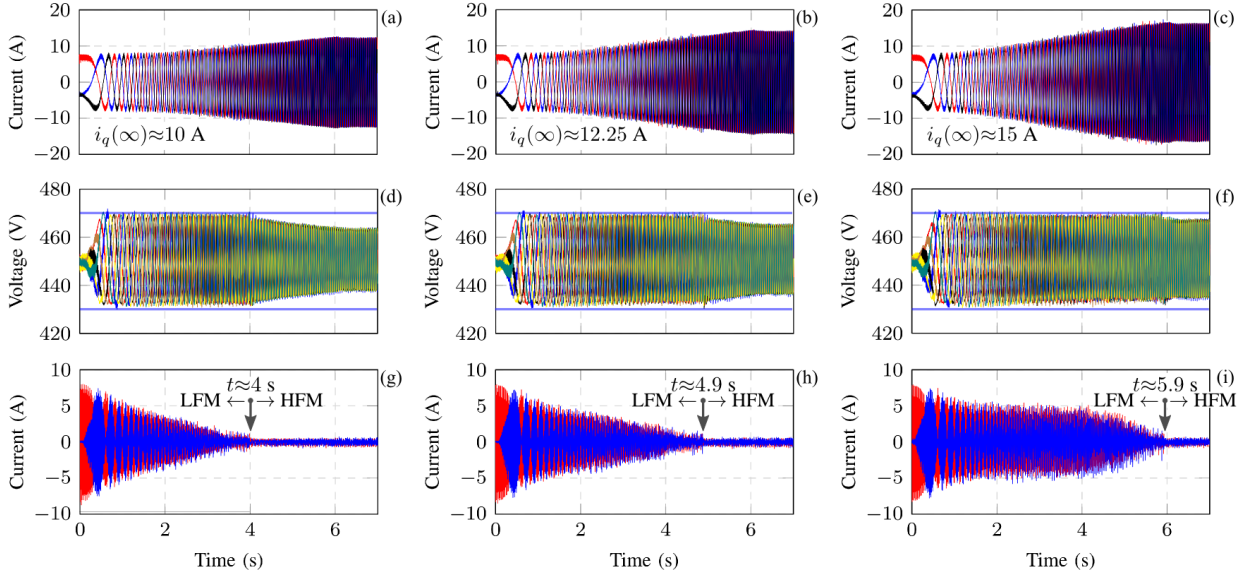 (a)
20
10
0
−10
−20
Current (A)
i_q(∞)≈10 A
(b)
20
10
0
−10
−20
Current (A)
i_q(∞)≈12.25 A
(c)
20
10
0
−10
−20
Current (A)
i_q(∞)≈15 A
(d)
480
460
440
420
Voltage (V)
(e)
480
460
440
420
Voltage (V)
(f)
480
460
440
420
Voltage (V)
(g)
10
5
0
−5
−10
Current (A)
t≈4 s
LFM ← → HFM
0 2 4 6
Time (s)
(h)
10
5
0
−5
−10
Current (A)
t≈4.9 s
LFM ← → HFM
0 2 4 6
Time (s)
(i)
10
5
0
−5
−10
Current (A)
t≈5.9 s
LFM ← → HFM
0 2 4 6
Time (s)